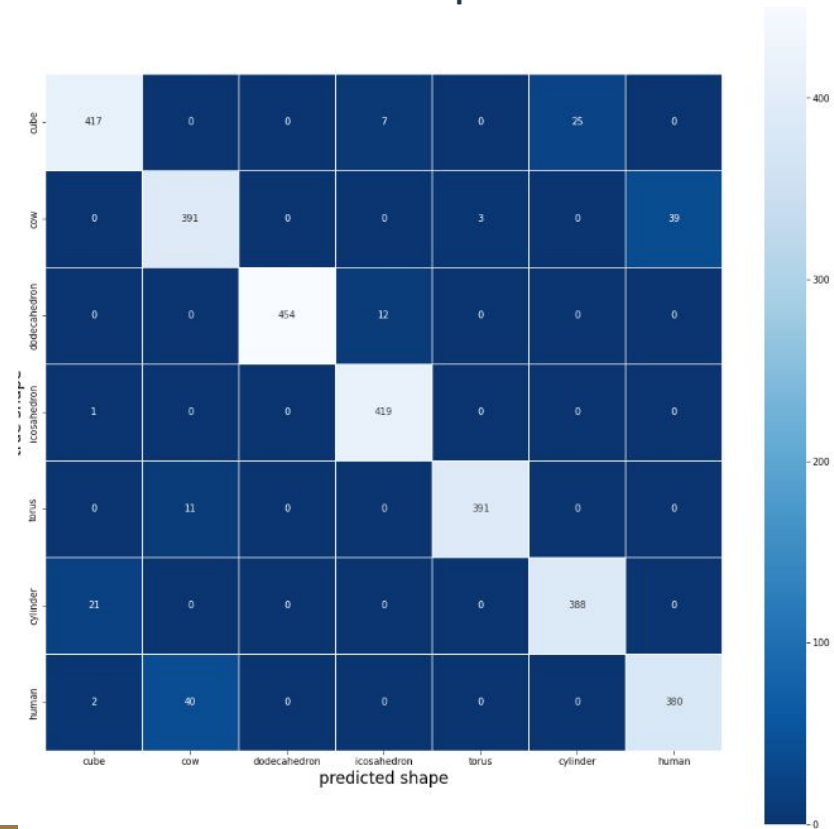 400
cube 417 0 0 7 0 25 0
cow 0 391 0 0 3 0 39
300
dodecahedron 0 0 454 12 0 0 0
icosahedron 1 0 0 419 0 0 0
200
torus 0 11 0 0 391 0 0
cylinder 21 0 0 0 0 388 0
100
human 2 40 0 0 0 0 380
cube cow dodecahedron icosahedron torus cylinder human
predicted shape
0